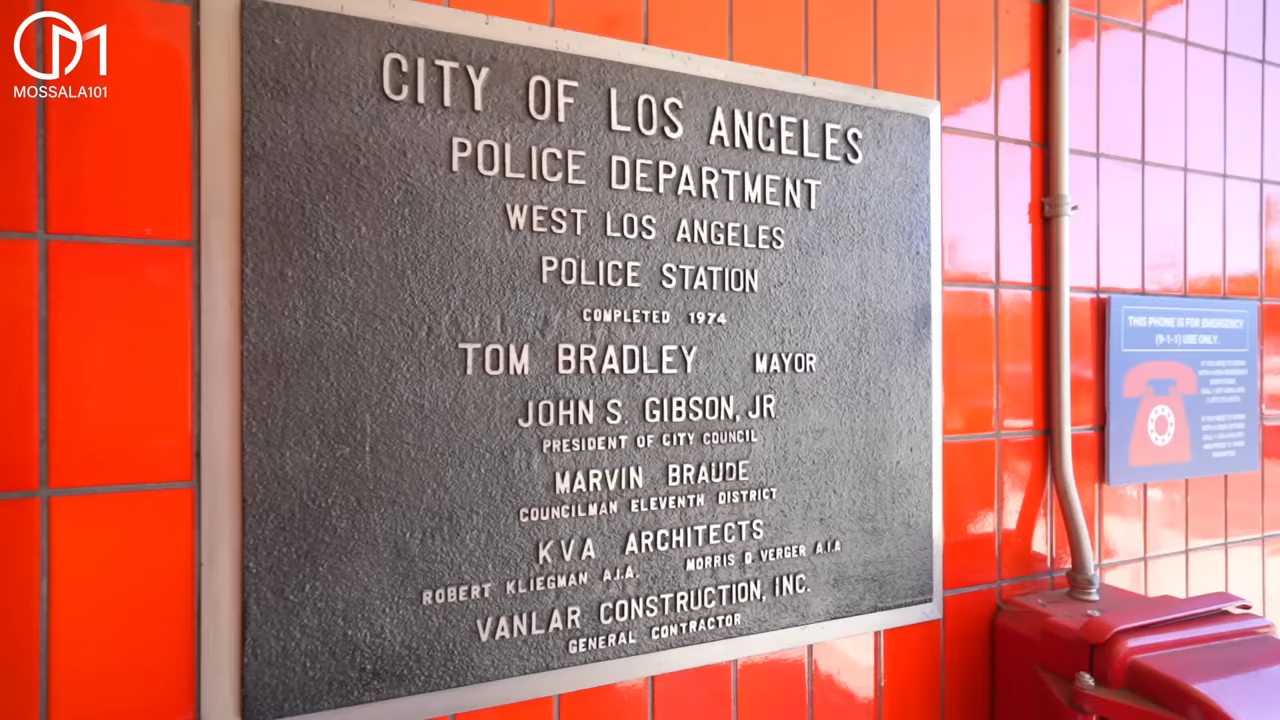 MOSSALA101
CITY OF LOS ANGELES
POLICE DEPARTMENT
WEST LOS ANGELES
POLICE STATION
COMPLETED 1974
TOM BRADLEY MAYOR
JOHN S. GIBSON, JR
PRESIDENT OF CITY COUNCIL
MARVIN BRAUDE
COUNCILMAN ELEVENTH DISTRICT
KVA ARCHITECTS
ROBERT KLIEGMAN A.I.A. MORRIS D VERGER A.I.A
VANLAR CONSTRUCTION, INC.
GENERAL CONTRACTOR
THIS PHONE IS FOR EMERGENCY
(9-1-1) USE ONLY.